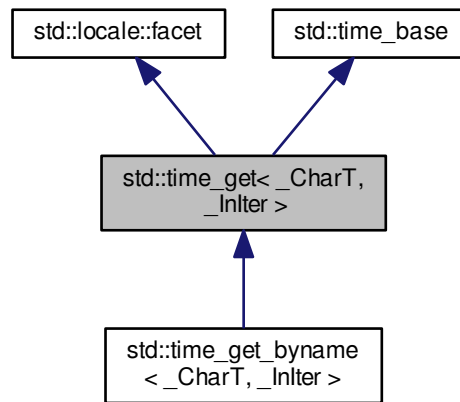 std::locale::facet
std::time_base
std::time_get< _CharT,
_InIter >
std::time_get_byname
< _CharT, _InIter >